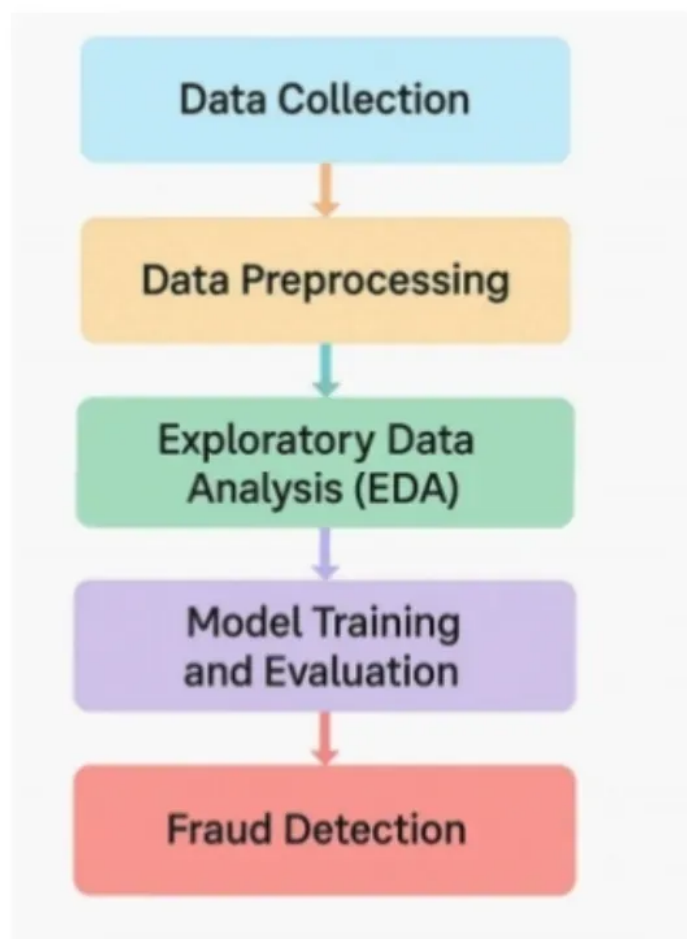 Data Collection
Data Preprocessing
Exploratory Data
Analysis (EDA)
Model Training
and Evaluation
Fraud Detection